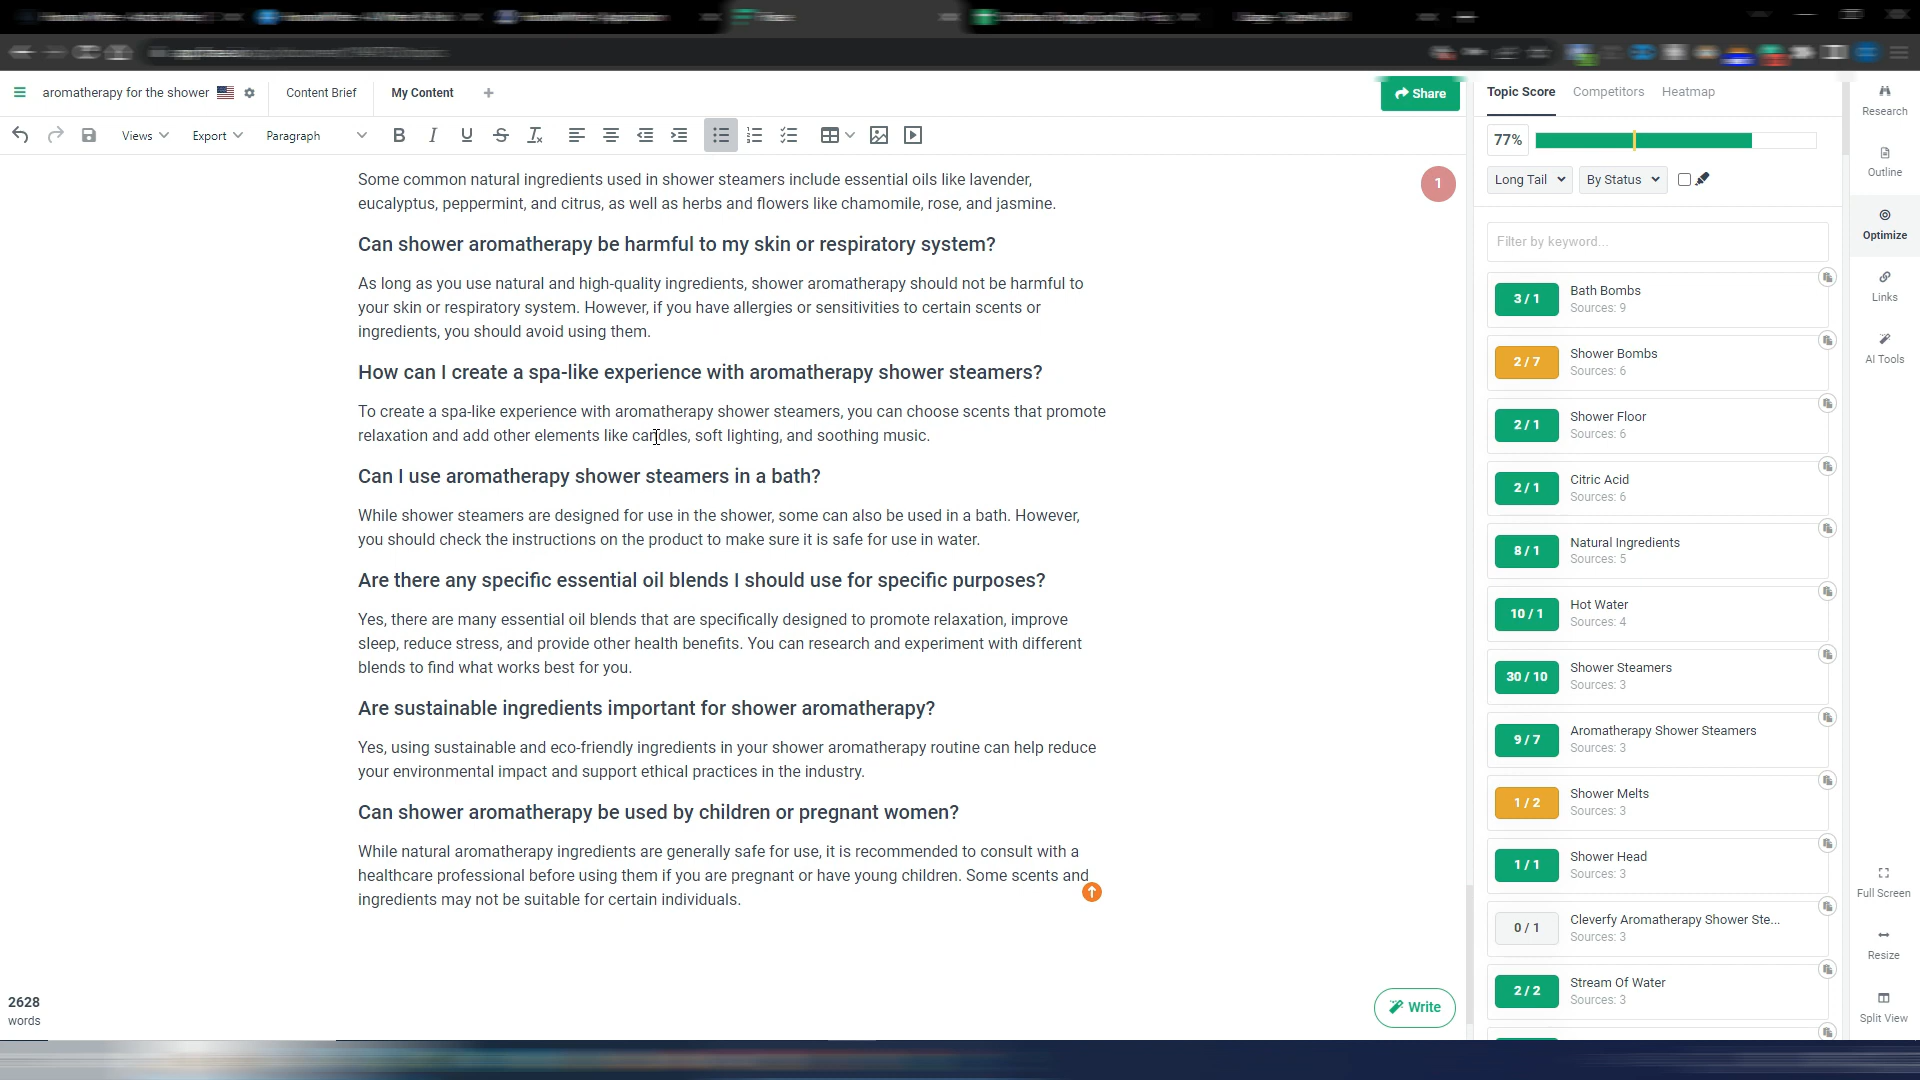 aromatherapy for the shower
Content Brief
My Content
Share
Topic Score
Competitors
Heatmap
Research
Views
Export
Paragraph
B
I
U
S
77%
Long Tail
By Status
Outline
Optimize
Links
AI Tools
Filter by keyword...
1
Some common natural ingredients used in shower steamers include essential oils like lavender,
eucalyptus, peppermint, and citrus, as well as herbs and flowers like chamomile, rose, and jasmine.
Can shower aromatherapy be harmful to my skin or respiratory system?
As long as you use natural and high-quality ingredients, shower aromatherapy should not be harmful to
your skin or respiratory system. However, if you have allergies or sensitivities to certain scents or
ingredients, you should avoid using them.
How can I create a spa-like experience with aromatherapy shower steamers?
To create a spa-like experience with aromatherapy shower steamers, you can choose scents that promote
relaxation and add other elements like candles, soft lighting, and soothing music.
Can I use aromatherapy shower steamers in a bath?
While shower steamers are designed for use in the shower, some can also be used in a bath. However,
you should check the instructions on the product to make sure it is safe for use in water.
Are there any specific essential oil blends I should use for specific purposes?
Yes, there are many essential oil blends that are specifically designed to promote relaxation, improve
sleep, reduce stress, and provide other health benefits. You can research and experiment with different
blends to find what works best for you.
Are sustainable ingredients important for shower aromatherapy?
Yes, using sustainable and eco-friendly ingredients in your shower aromatherapy routine can help reduce
your environmental impact and support ethical practices in the industry.
Can shower aromatherapy be used by children or pregnant women?
While natural aromatherapy ingredients are generally safe for use, it is recommended to consult with a
healthcare professional before using them if you are pregnant or have young children. Some scents and
ingredients may not be suitable for certain individuals.
2628
words
Write
3 / 1
Bath Bombs
Sources: 9
2 / 7
Shower Bombs
Sources: 6
2 / 1
Shower Floor
Sources: 6
2 / 1
Citric Acid
Sources: 6
8 / 1
Natural Ingredients
Sources: 5
10 / 1
Hot Water
Sources: 4
30 / 10
Shower Steamers
Sources: 3
9 / 7
Aromatherapy Shower Steamers
Sources: 3
1 / 2
Shower Melts
Sources: 3
1 / 1
Shower Head
Sources: 3
0 / 1
Cleverfy Aromatherapy Shower Ste...
Sources: 3
2 / 2
Stream Of Water
Sources: 3
Full Screen
Resize
Split View